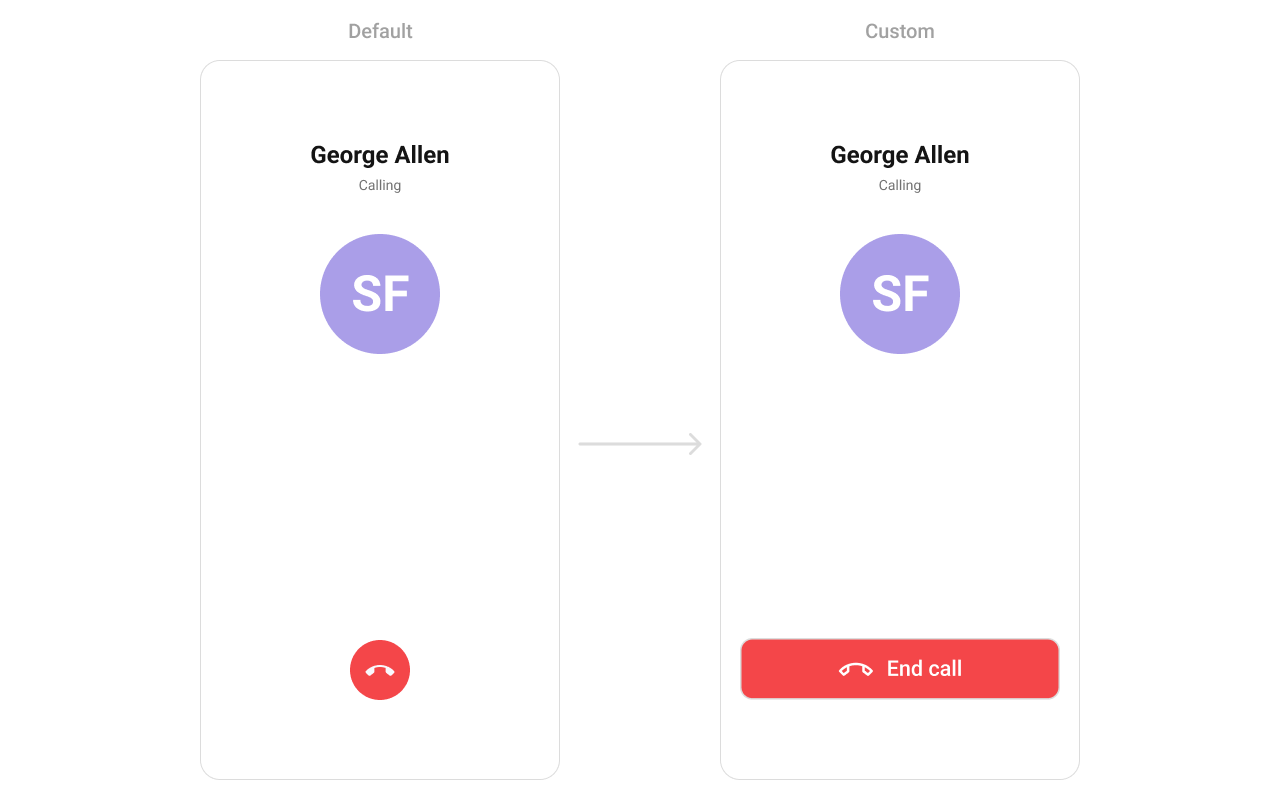 Default
George Allen
Calling
SF
Custom
George Allen
Calling
SF
End call